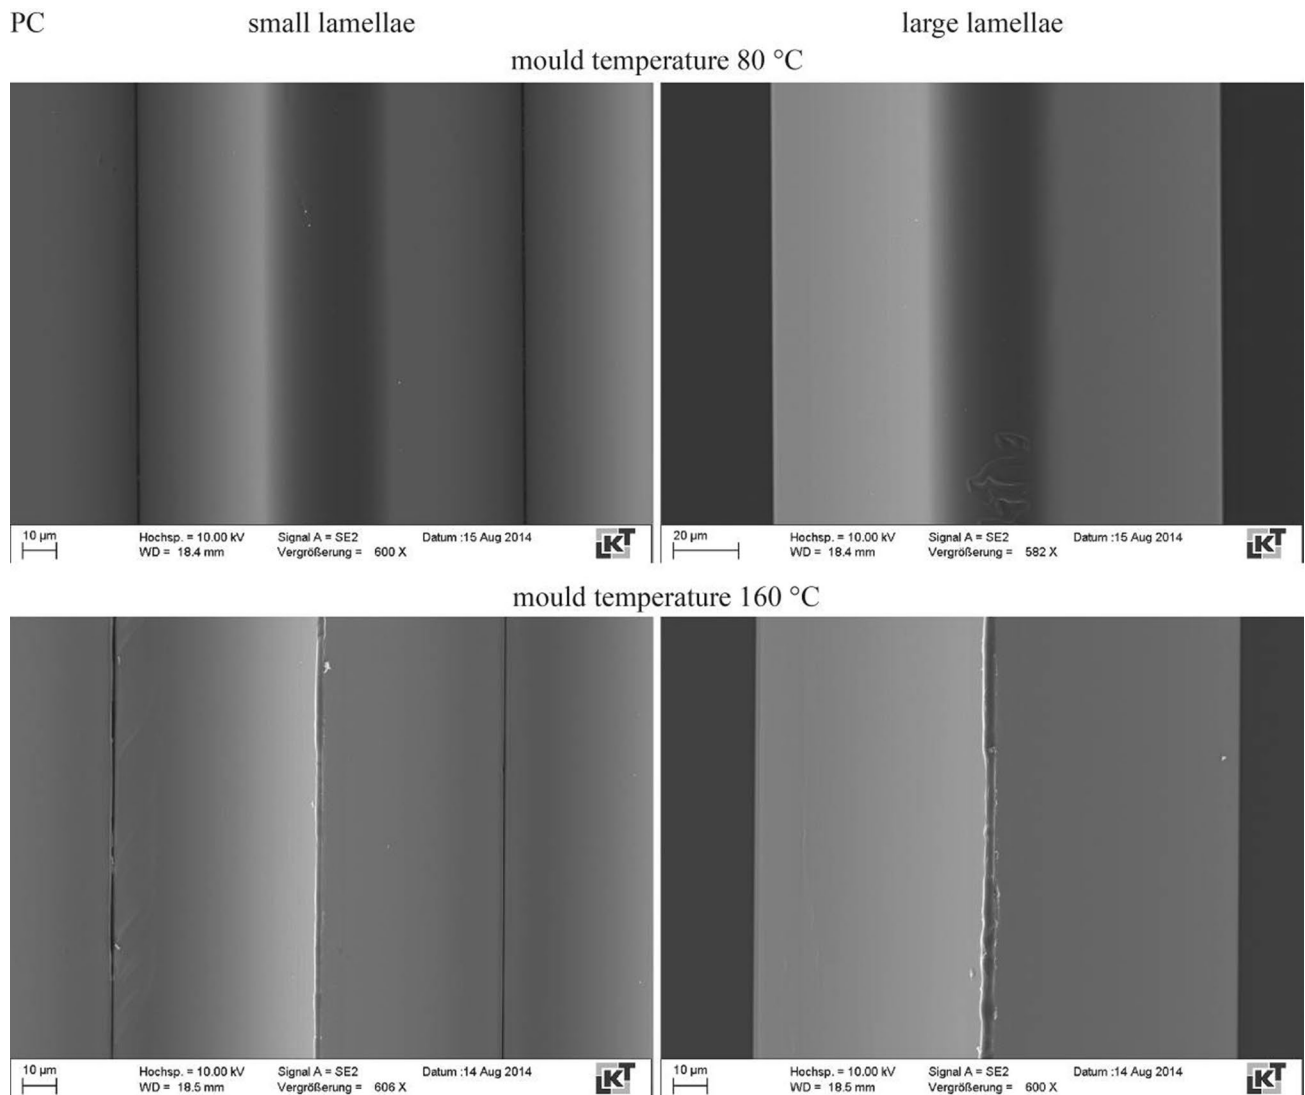 PC small lamellae large lamellae
mould temperature 80 °C
10 µm Hochsp. = 10.00 kV Signal A = SE2 Datum :15 Aug 2014 LKT
WD = 18.4 mm Vergrößerung = 600 X
20 µm Hochsp. = 10.00 kV Signal A = SE2 Datum :15 Aug 2014 LKT
WD = 18.4 mm Vergrößerung = 582 X
mould temperature 160 °C
10 µm Hochsp. = 10.00 kV Signal A = SE2 Datum :14 Aug 2014 LKT
WD = 18.5 mm Vergrößerung = 606 X
10 µm Hochsp. = 10.00 kV Signal A = SE2 Datum :14 Aug 2014 LKT
WD = 18.5 mm Vergrößerung = 600 X